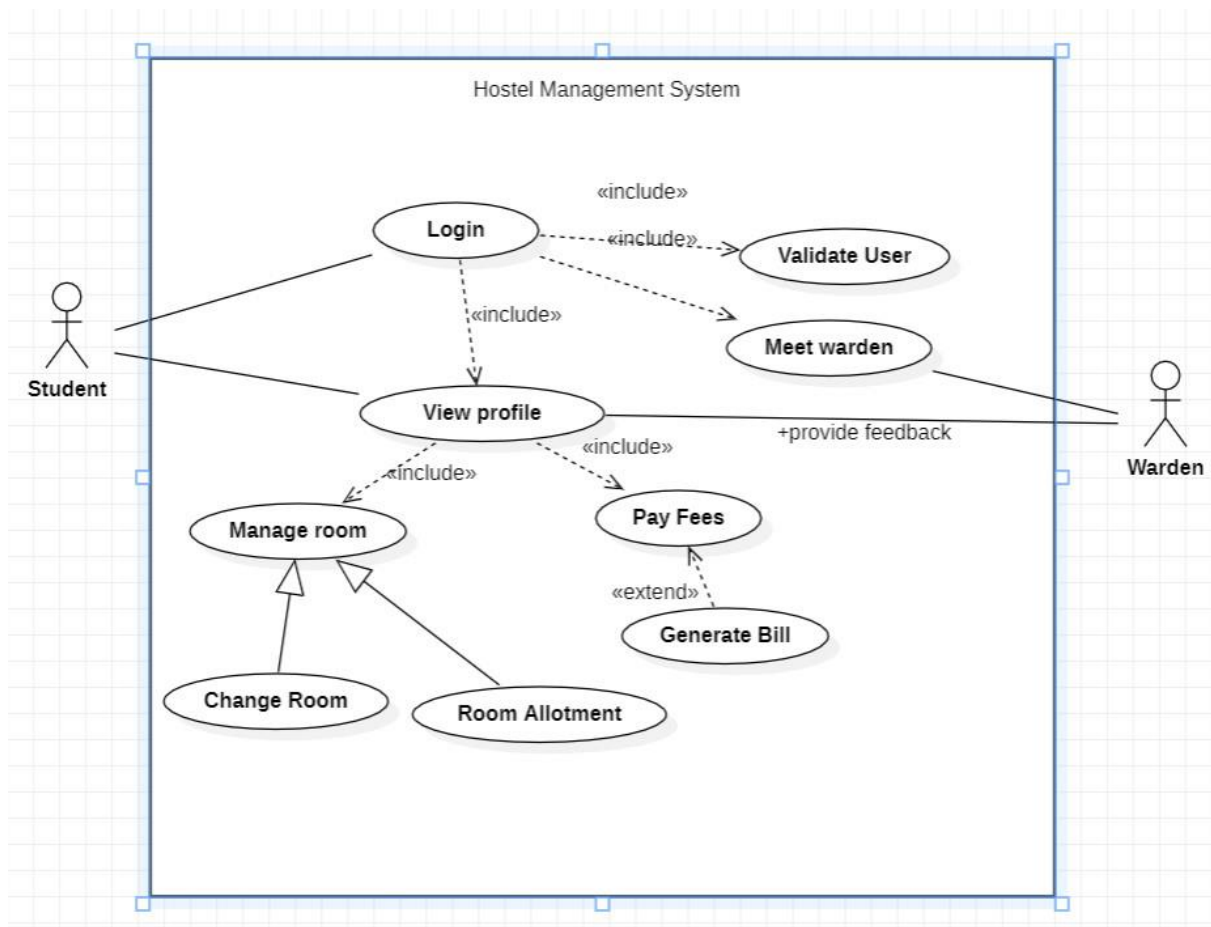 Hostel Management System
«include»
Login
«include»
Validate User
«include»
Meet warden
Student
View profile
+provide feedback
«include»
Warden
«include»
Manage room
Pay Fees
«extend»
Generate Bill
Change Room
Room Allotment